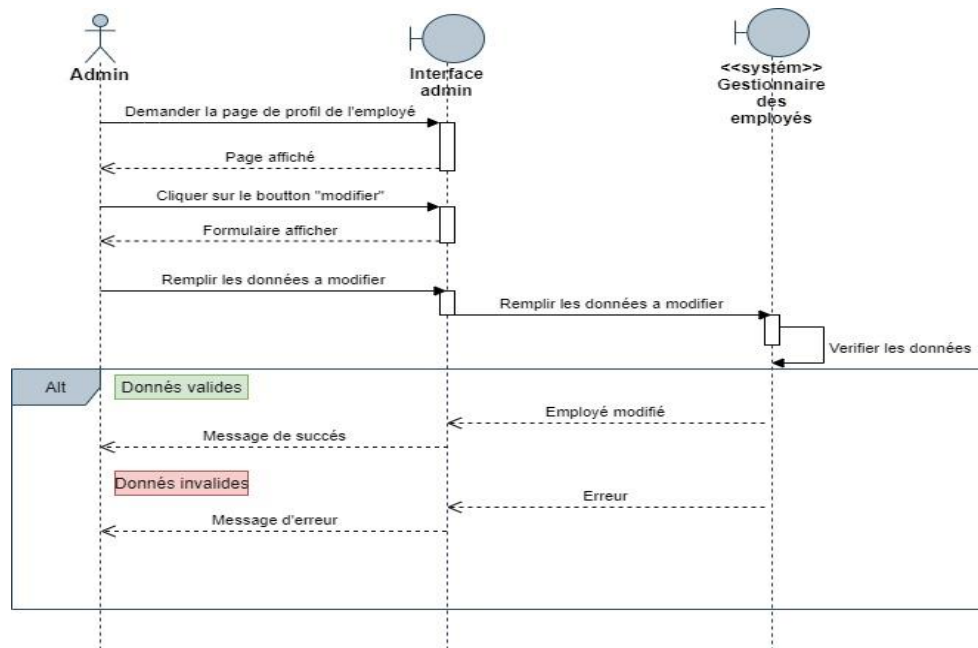 Admin
Interface
admin
<<systém>>
Gestionnaire
des
employés
Demander la page de profil de l'employé
Page affiché
Cliquer sur le boutton "modifier"
Formulaire afficher
Remplir les données a modifier
Remplir les données a modifier
Verifier les données
Alt
Donnés valides
Employé modifié
Message de succés
Donnés invalides
Erreur
Message d'erreur